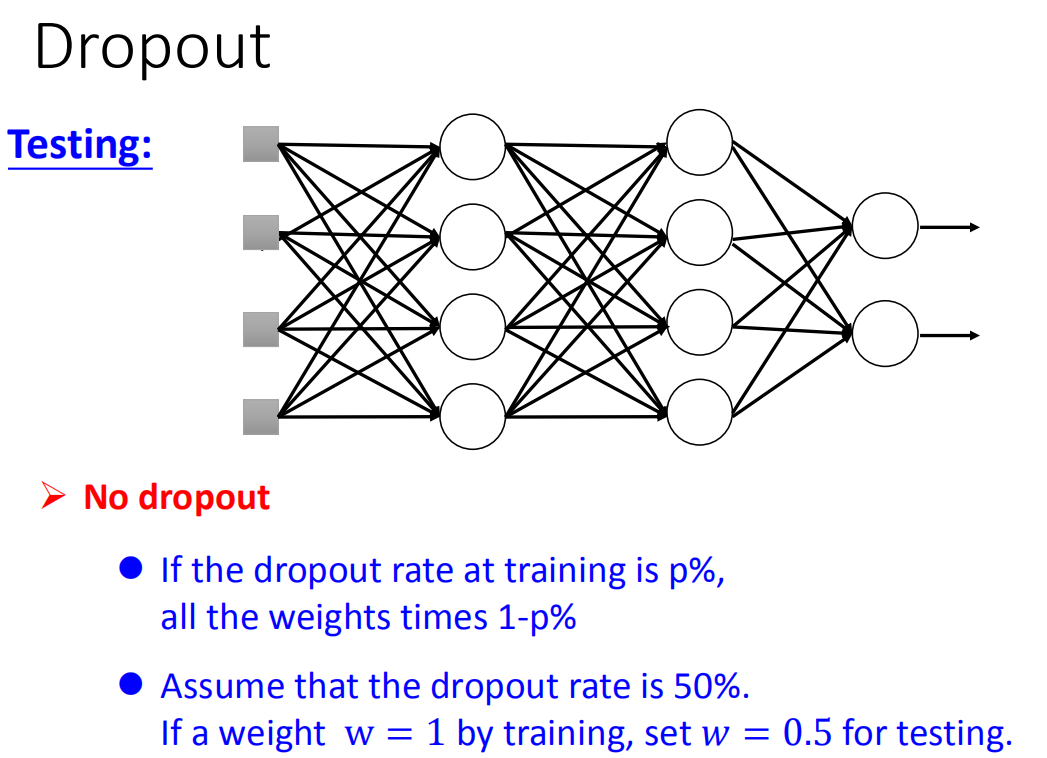 Dropout
Testing:
No dropout
If the dropout rate at training is p%,
all the weights times 1-p%
Assume that the dropout rate is 50%.
If a weight w = 1 by training, set 𝑤 = 0.5 for testing.